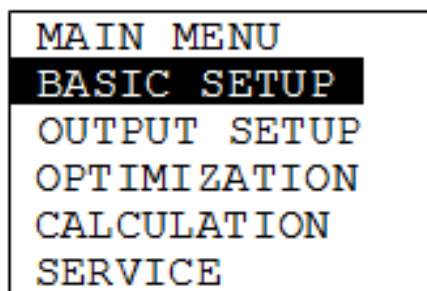 MAIN MENU
BASIC SETUP
OUTPUT SETUP
OPTIMIZATION
CALCULATION
SERVICE